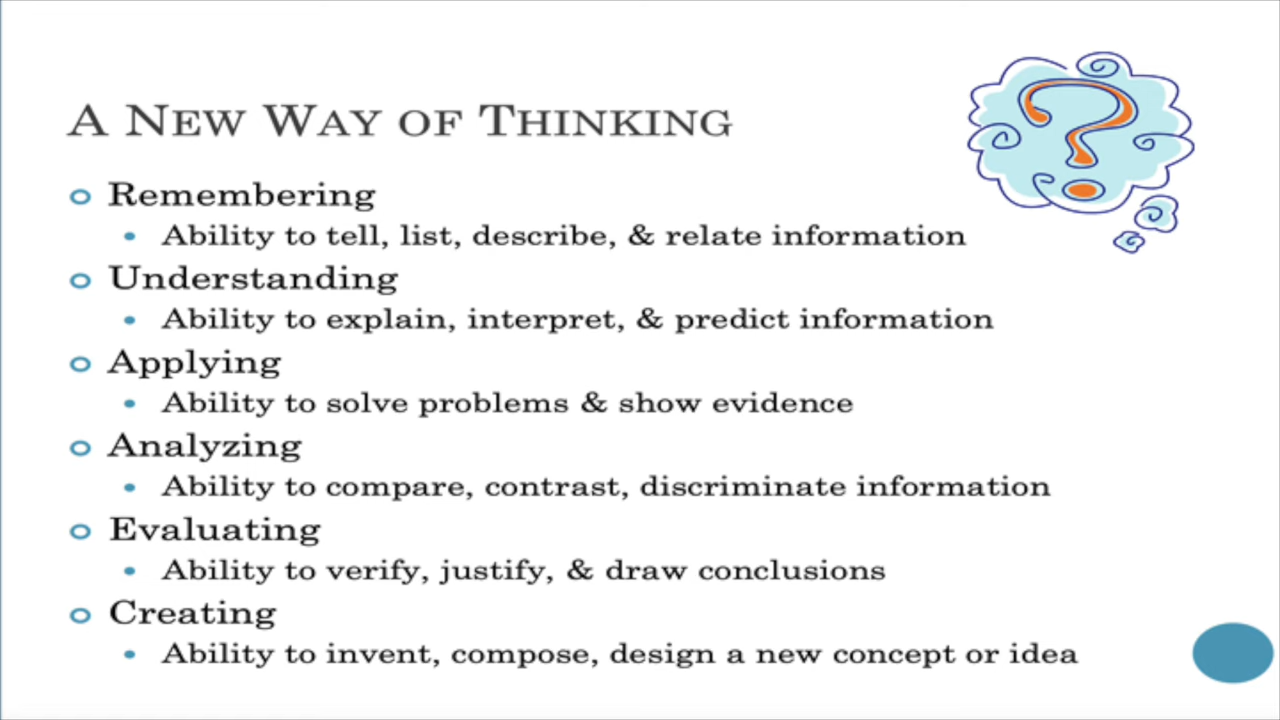 A New Way of Thinking
Remembering
Ability to tell, list, describe, & relate information
Understanding
Ability to explain, interpret, & predict information
Applying
Ability to solve problems & show evidence
Analyzing
Ability to compare, contrast, discriminate information
Evaluating
Ability to verify, justify, & draw conclusions
Creating
Ability to invent, compose, design a new concept or idea